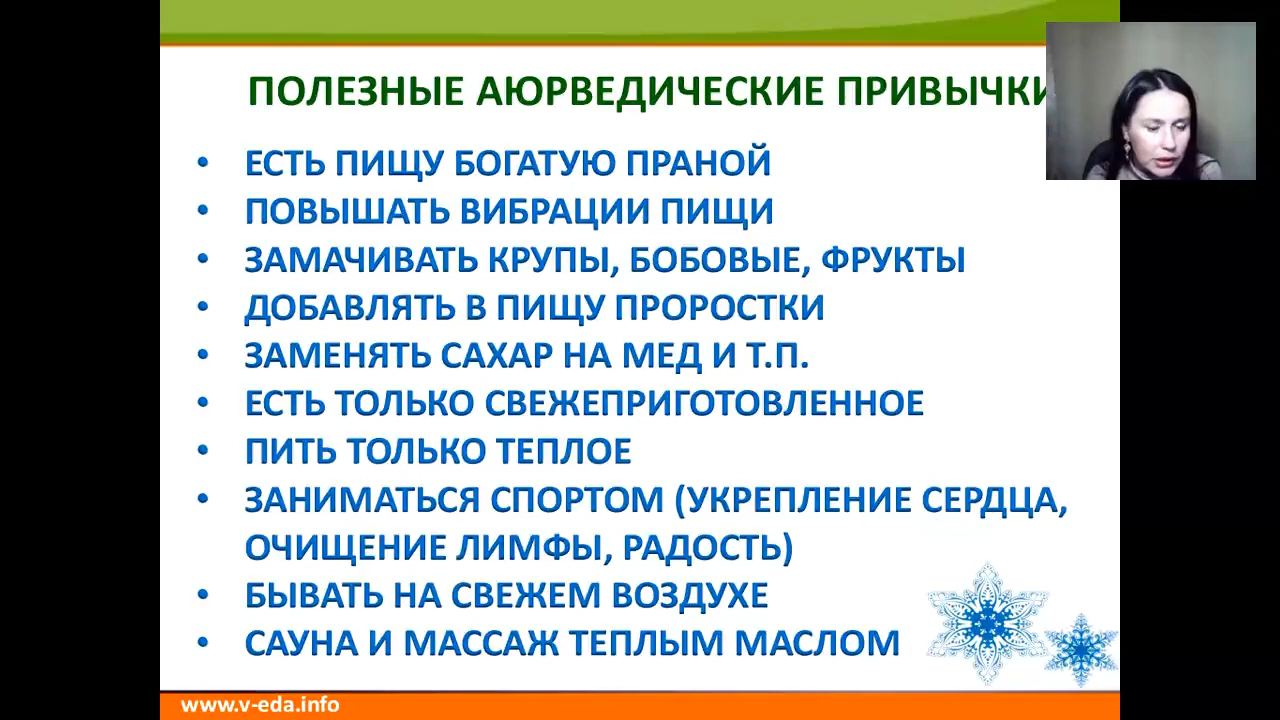 ПОЛЕЗНЫЕ АЮРВЕДИЧЕСКИЕ ПРИВЫЧКИ
• ЕСТЬ ПИЩУ БОГАТУЮ ПРАНОЙ
• ПОВЫШАТЬ ВИБРАЦИИ ПИЩИ
• ЗАМАЧИВАТЬ КРУПЫ, БОБОВЫЕ, ФРУКТЫ
• ДОБАВЛЯТЬ В ПИЩУ ПРОРОСТКИ
• ЗАМЕНЯТЬ САХАР НА МЕД И Т.П.
• ЕСТЬ ТОЛЬКО СВЕЖЕПРИГОТОВЛЕННОЕ
• ПИТЬ ТОЛЬКО ТЕПЛОЕ
• ЗАНИМАТЬСЯ СПОРТОМ (УКРЕПЛЕНИЕ СЕРДЦА,
ОЧИЩЕНИЕ ЛИМФЫ, РАДОСТЬ)
• БЫВАТЬ НА СВЕЖЕМ ВОЗДУХЕ
• САУНА И МАССАЖ ТЕПЛЫМ МАСЛОМ
www.v-eda.info